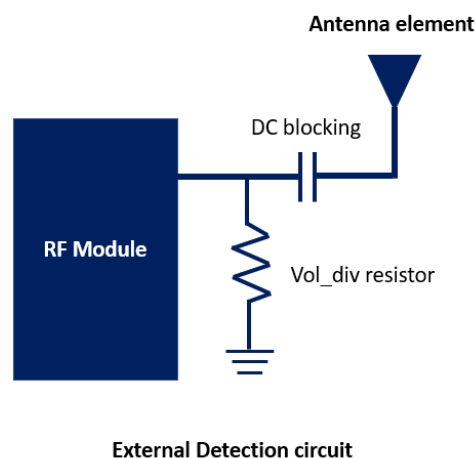 Antenna element
DC blocking
RF Module
Vol_div resistor
External Detection circuit